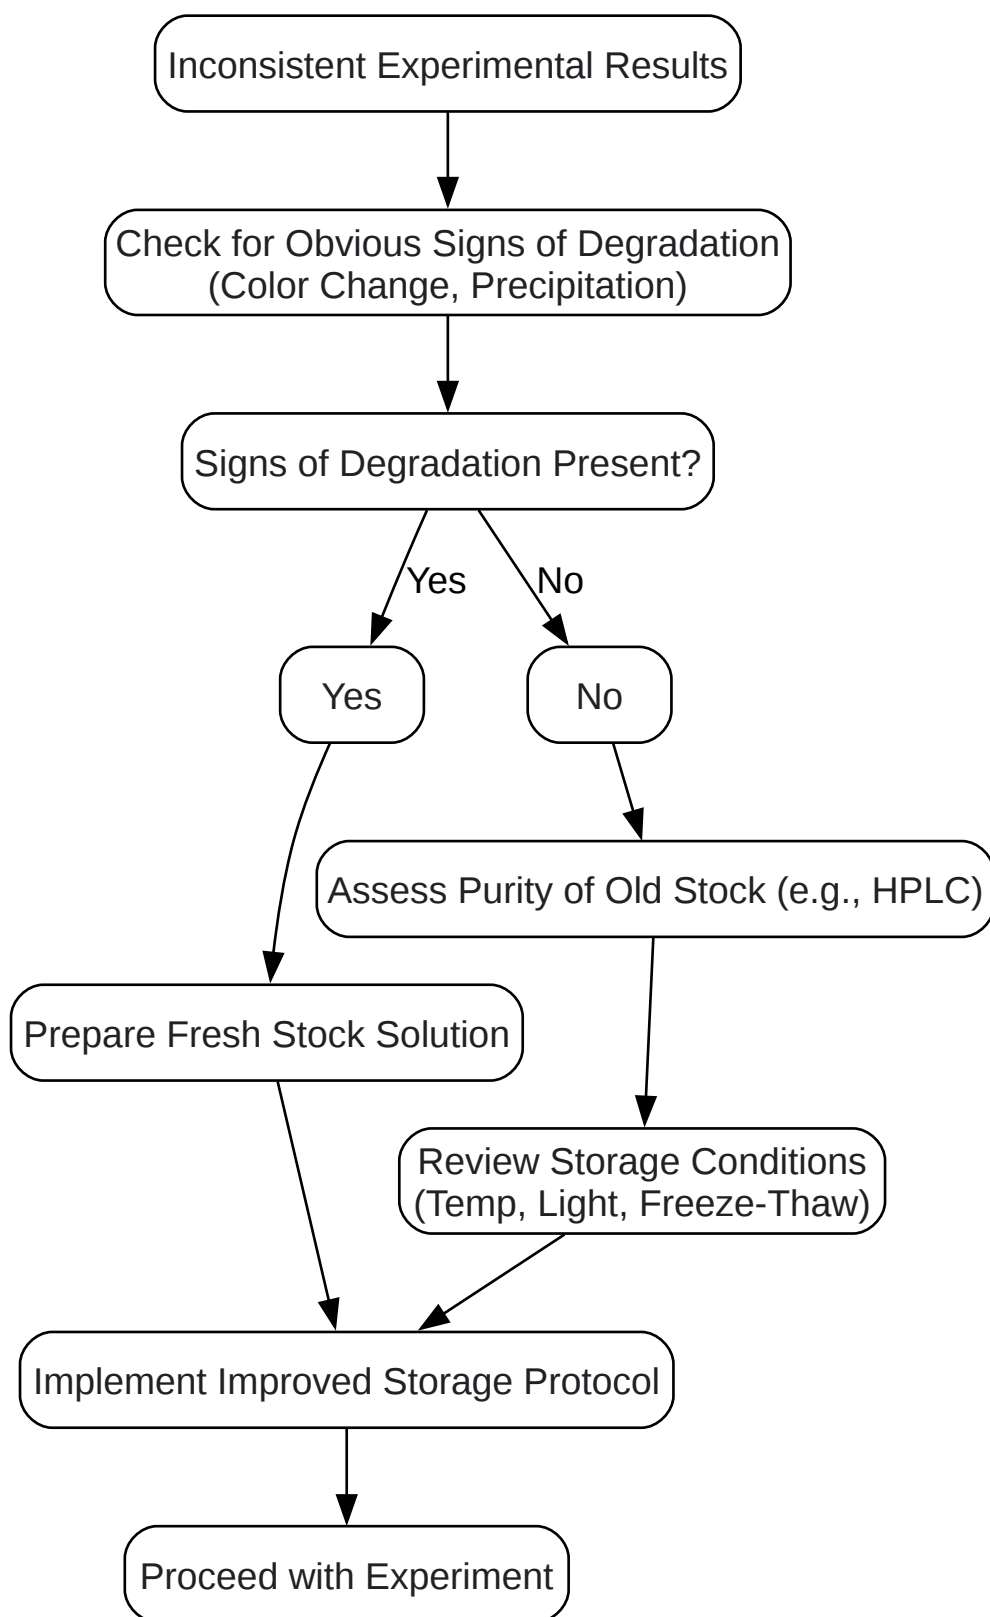 Inconsistent Experimental Results
Check for Obvious Signs of Degradation
(Color Change, Precipitation)
Signs of Degradation Present?
Yes
No
Yes
No
Assess Purity of Old Stock (e.g., HPLC)
Prepare Fresh Stock Solution
Review Storage Conditions
(Temp, Light, Freeze-Thaw)
Implement Improved Storage Protocol
Proceed with Experiment